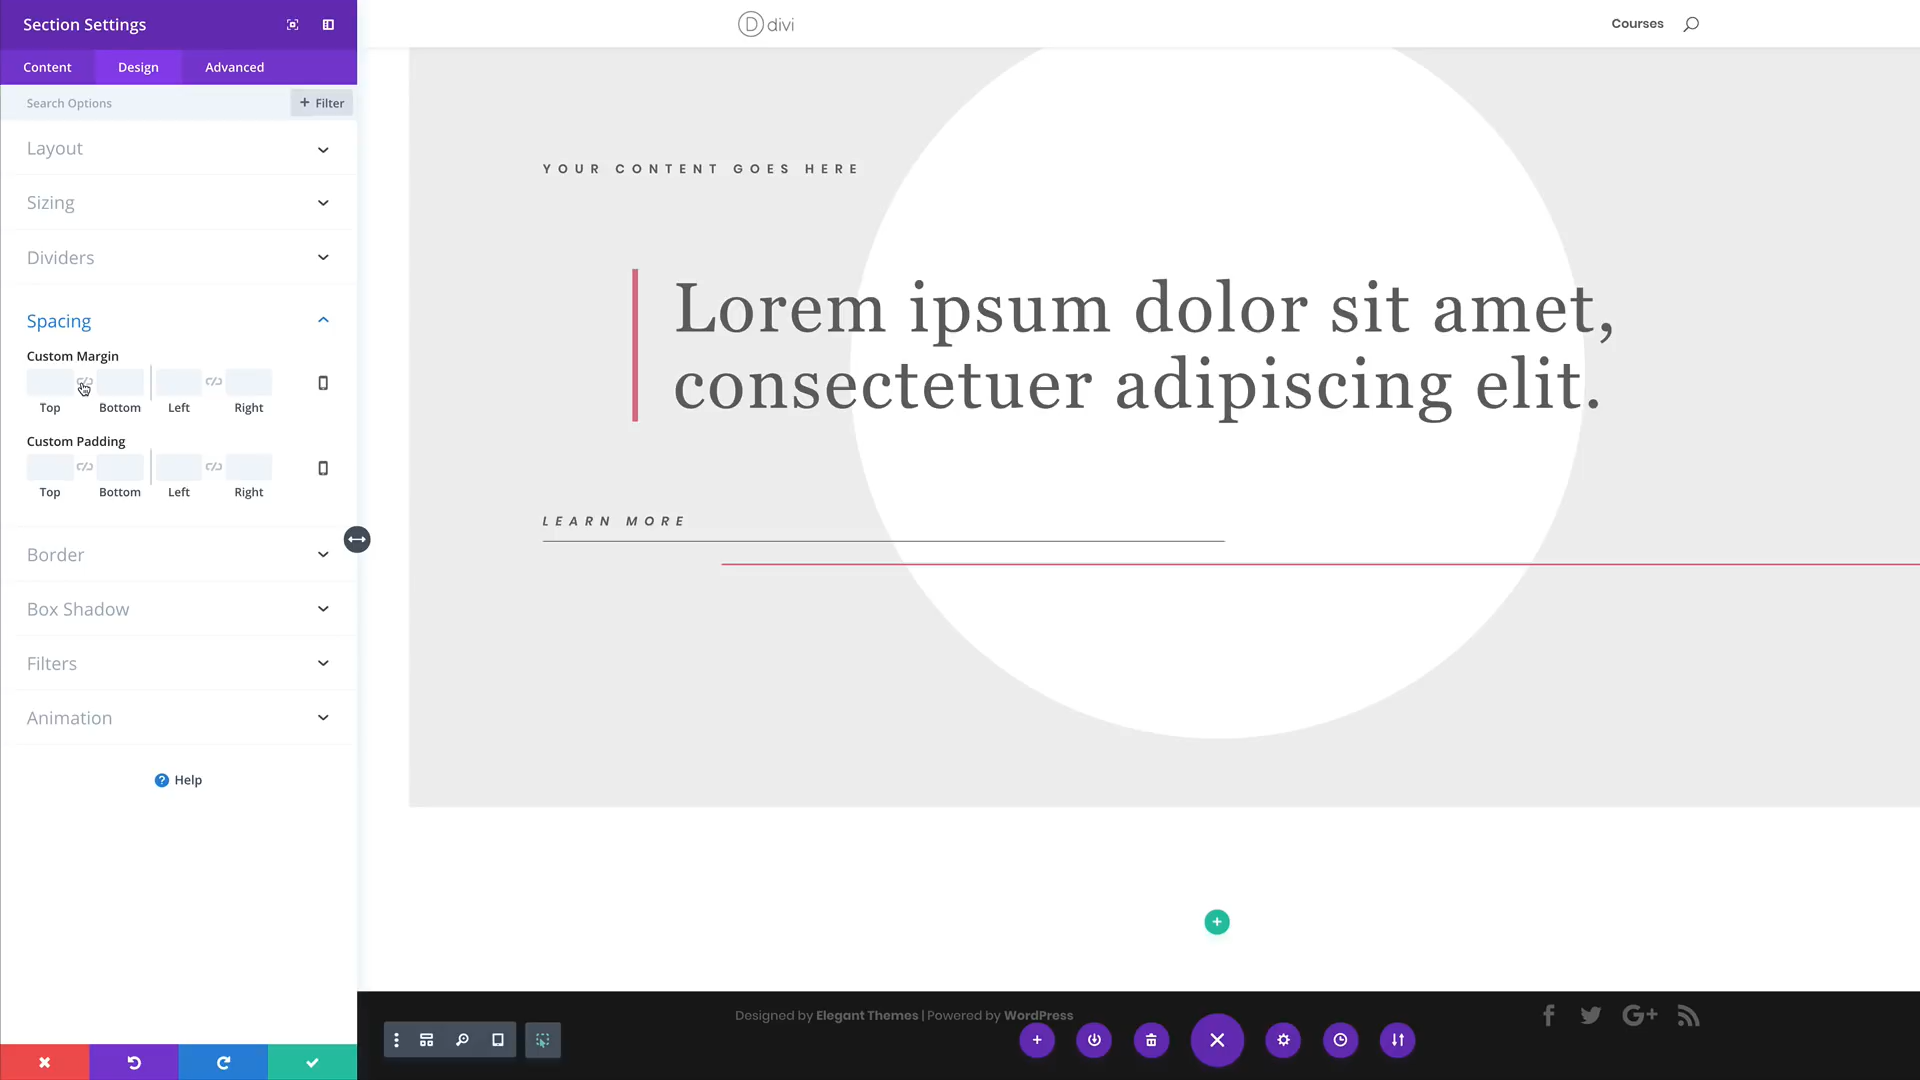 Section Settings
Content
Design
Advanced
Search Options
+ Filter
Layout
Sizing
Dividers
Spacing
Custom Margin
Top
Bottom
Left
Right
Custom Padding
Top
Bottom
Left
Right
Border
Box Shadow
Filters
Animation
? Help
D divi
Courses
YOUR CONTENT GOES HERE
Lorem ipsum dolor sit amet,
consectetuer adipiscing elit.
LEARN MORE
Designed by Elegant Themes | Powered by WordPress